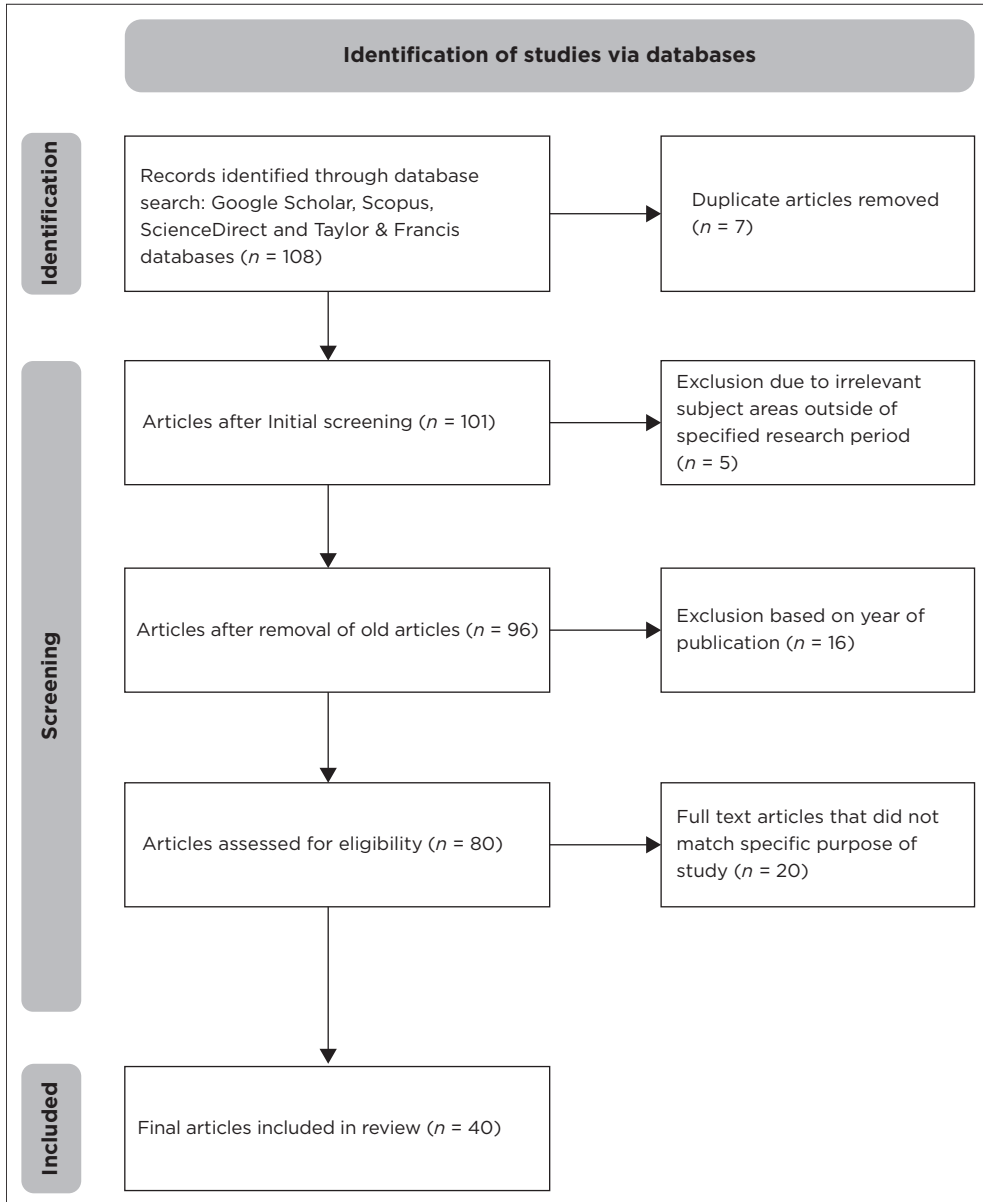 Identification of studies via databases
Identification
Records identified through database
search: Google Scholar, Scopus,
ScienceDirect and Taylor & Francis
databases (n = 108)
Duplicate articles removed
(n = 7)
Screening
Articles after Initial screening (n = 101)
Exclusion due to irrelevant
subject areas outside of
specified research period
(n = 5)
Articles after removal of old articles (n = 96)
Exclusion based on year of
publication (n = 16)
Articles assessed for eligibility (n = 80)
Full text articles that did not
match specific purpose of
study (n = 20)
Included
Final articles included in review (n = 40)